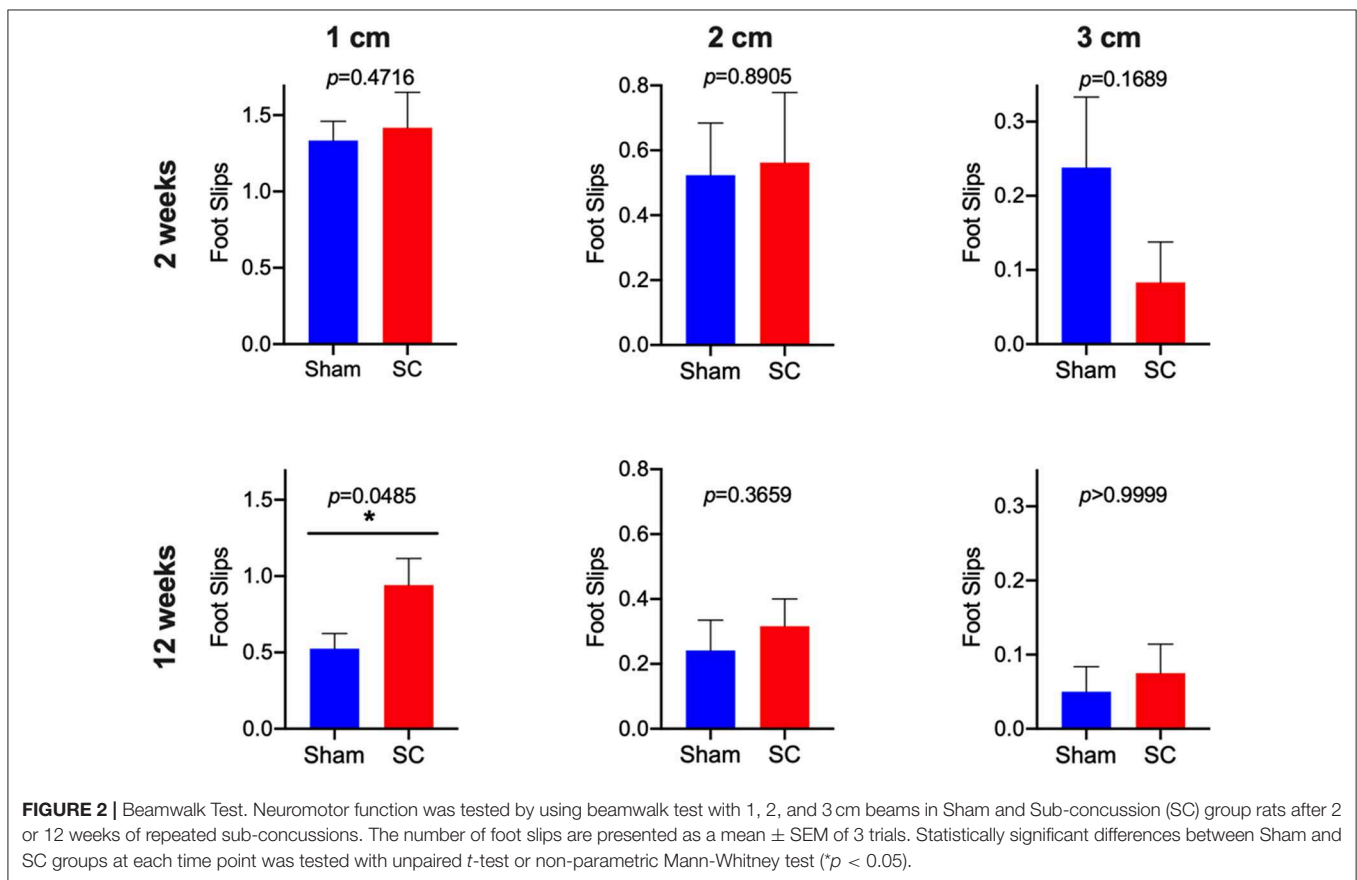 1 cm
2 cm
3 cm
2 weeks
Foot Slips
1.5
1.0
0.5
0.0
p=0.4716
Sham
SC
Foot Slips
0.8
0.6
0.4
0.2
0.0
p=0.8905
Sham
SC
Foot Slips
0.3
0.2
0.1
0.0
p=0.1689
Sham
SC
12 weeks
Foot Slips
1.5
1.0
0.5
0.0
p=0.0485
*
Sham
SC
Foot Slips
0.8
0.6
0.4
0.2
0.0
p=0.3659
Sham
SC
Foot Slips
0.3
0.2
0.1
0.0
p>0.9999
Sham
SC
FIGURE 2 | Beamwalk Test. Neuromotor function was tested by using beamwalk test with 1, 2, and 3 cm beams in Sham and Sub-concussion (SC) group rats after 2
or 12 weeks of repeated sub-concussions. The number of foot slips are presented as a mean ± SEM of 3 trials. Statistically significant differences between Sham and
SC groups at each time point was tested with unpaired t-test or non-parametric Mann-Whitney test (*p < 0.05).